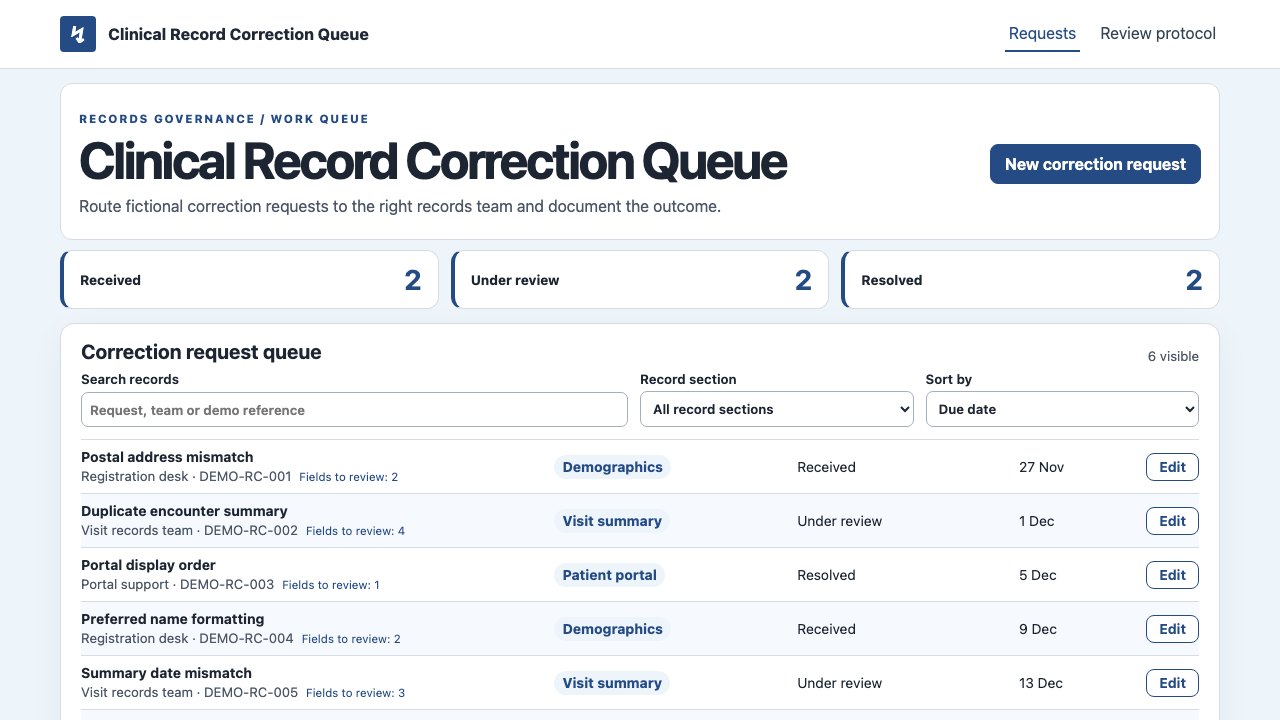 Clinical Record Correction Queue
Requests
Review protocol
RECORDS GOVERNANCE / WORK QUEUE
Clinical Record Correction Queue
Route fictional correction requests to the right records team and document the outcome.
New correction request
Received 2
Under review 2
Resolved 2
Correction request queue
6 visible
Search records
Request, team or demo reference
Record section
All record sections
Sort by
Due date
Postal address mismatch
Registration desk · DEMO-RC-001 Fields to review: 2
Demographics
Received
27 Nov
Edit
Duplicate encounter summary
Visit records team · DEMO-RC-002 Fields to review: 4
Visit summary
Under review
1 Dec
Edit
Portal display order
Portal support · DEMO-RC-003 Fields to review: 1
Patient portal
Resolved
5 Dec
Edit
Preferred name formatting
Registration desk · DEMO-RC-004 Fields to review: 2
Demographics
Received
9 Dec
Edit
Summary date mismatch
Visit records team · DEMO-RC-005 Fields to review: 3
Visit summary
Under review
13 Dec
Edit